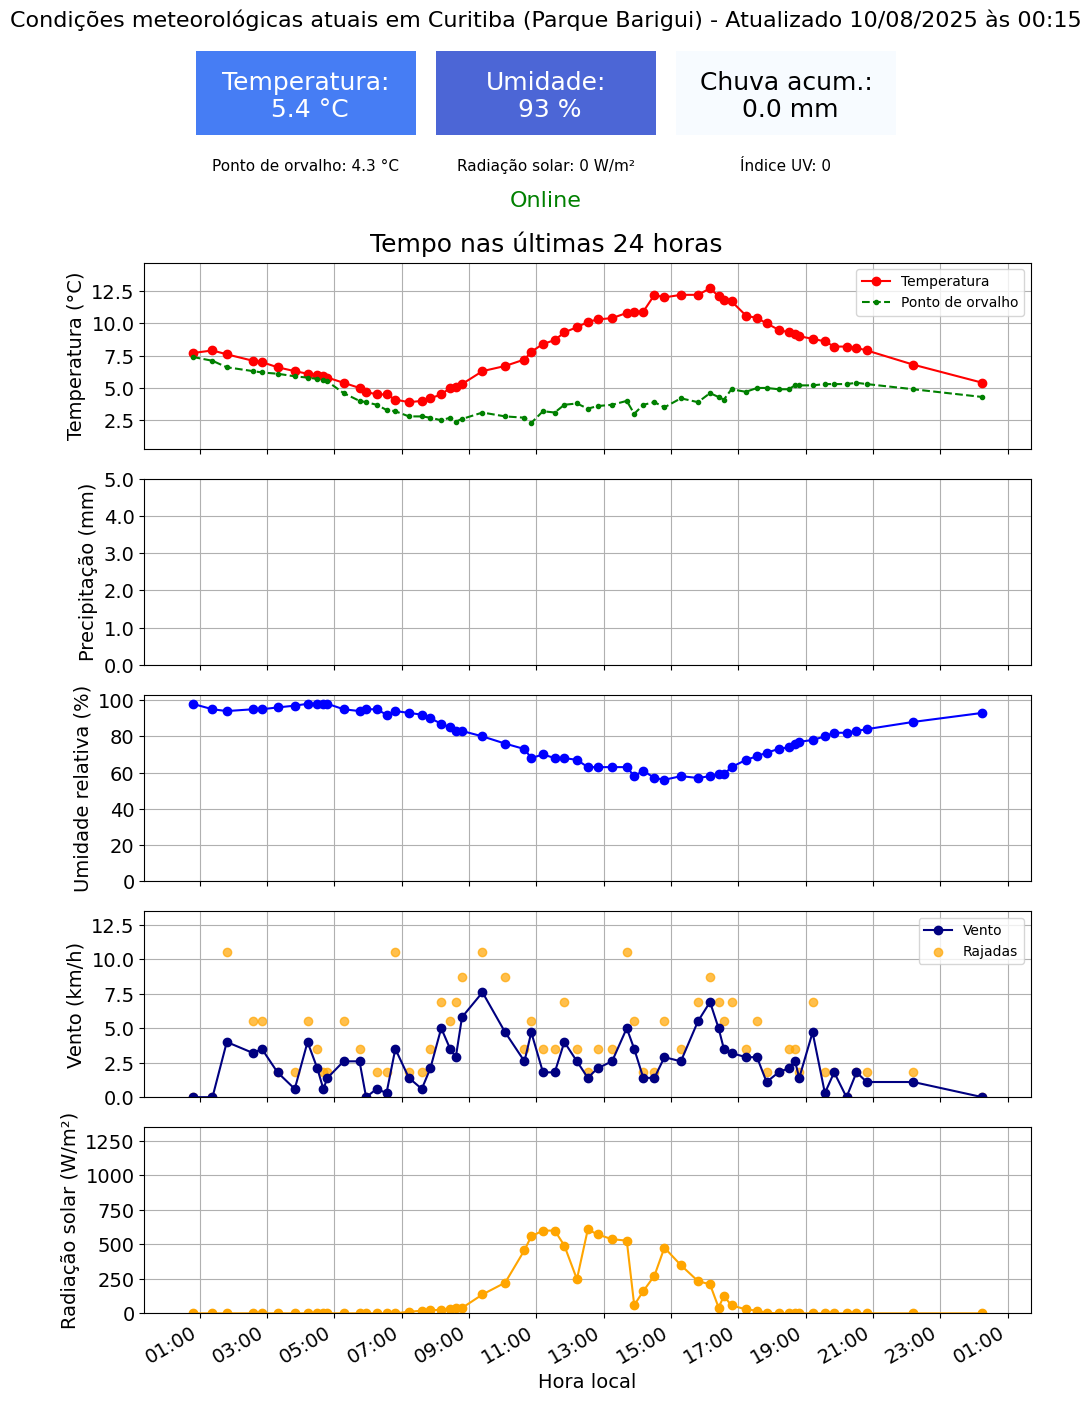 Condições meteorológicas atuais em Curitiba (Parque Barigui) - Atualizado 10/08/2025 às 00:15
Temperatura:
5.4 °C
Umidade:
93 %
Chuva acum.:
0.0 mm
Ponto de orvalho: 4.3 °C
Radiação solar: 0 W/m²
Índice UV: 0
Online
Tempo nas últimas 24 horas
Temperatura (°C)
12.5
10.0
7.5
5.0
2.5
Temperatura
Ponto de orvalho
Precipitação (mm)
5.0
4.0
3.0
2.0
1.0
0.0
Umidade relativa (%)
100
80
60
40
20
0
Vento (km/h)
12.5
10.0
7.5
5.0
2.5
0.0
Vento
Rajadas
Radiação solar (W/m²)
1250
1000
750
500
250
0
01:00
03:00
05:00
07:00
09:00
11:00
13:00
15:00
17:00
19:00
21:00
23:00
01:00
Hora local